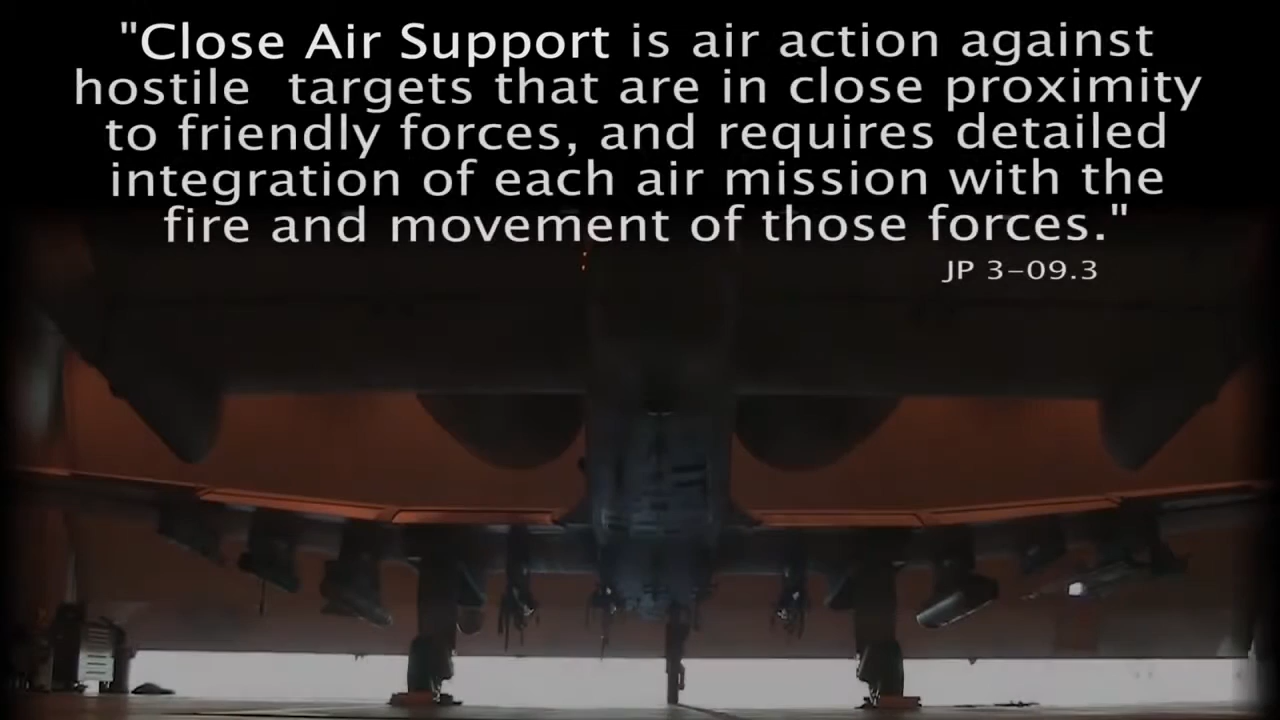 "Close Air Support is air action against
hostile  targets that are in close proximity
to friendly forces, and requires detailed
integration of each air mission with the
fire and movement of those forces."
JP 3-09.3